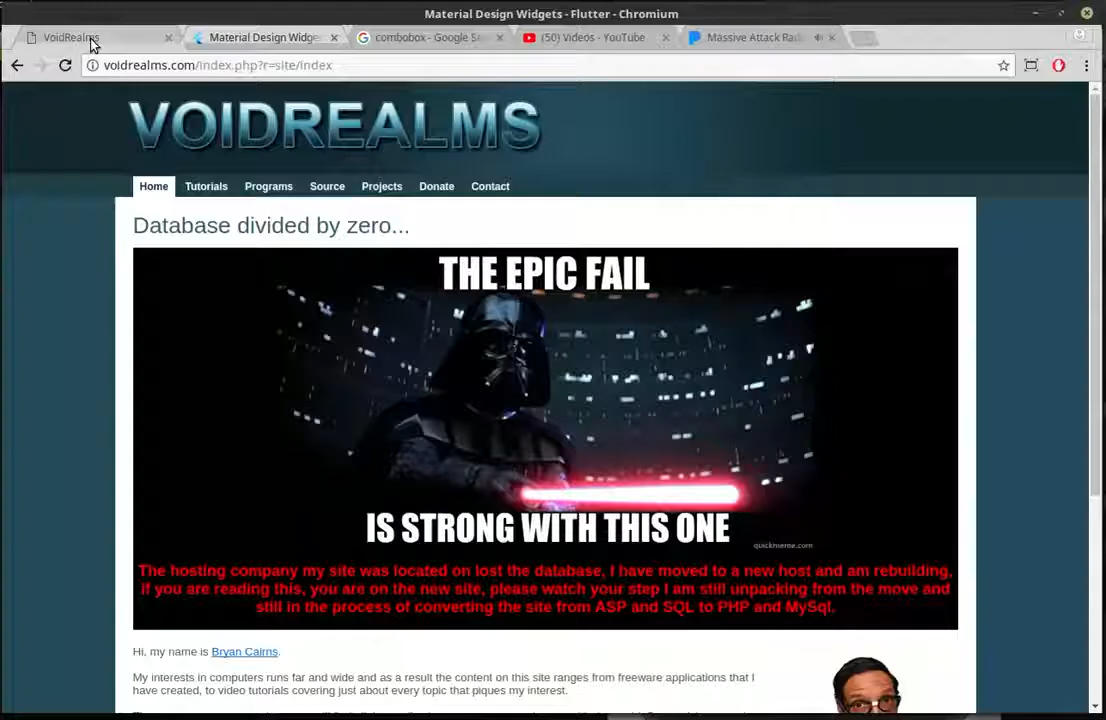 Material Design Widgets - Flutter - Chromium
VoidRealms
Material Design Widge
combobox - Google Se
(50) Videos - YouTube
Massive Attack Rad
voidrealms.com/index.php?r=site/index
VOIDREALMS
Home Tutorials Programs Source Projects Donate Contact
Database divided by zero...
THE EPIC FAIL
IS STRONG WITH THIS ONE
quickmeme.com
The hosting company my site was located on lost the database, I have moved to a new host and am rebuilding,
if you are reading this, you are on the new site, please watch your step I am still unpacking from the move and
still in the process of converting the site from ASP and SQL to PHP and MySql.
Hi, my name is Bryan Cairns.
My interests in computers runs far and wide and as a result the content on this site ranges from freeware applications that I
have created, to video tutorials covering just about every topic that piques my interest.